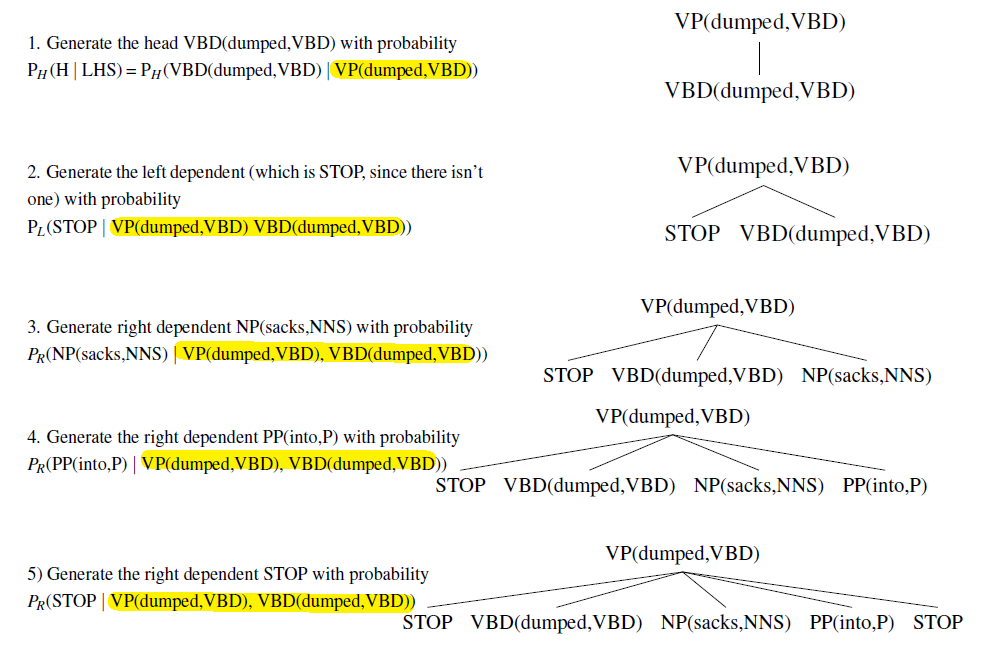 VP(dumped,VBD)
1. Generate the head VBD(dumped,VBD) with probability
P_H(H | LHS) = P_H(VBD(dumped,VBD) | VP(dumped,VBD))
VBD(dumped,VBD)
2. Generate the left dependent (which is STOP, since there isn't
one) with probability
P_L(STOP | VP(dumped,VBD) VBD(dumped,VBD))
VP(dumped,VBD)
STOP VBD(dumped,VBD)
3. Generate right dependent NP(sacks,NNS) with probability
P_R(NP(sacks,NNS) | VP(dumped,VBD), VBD(dumped,VBD))
VP(dumped,VBD)
STOP VBD(dumped,VBD) NP(sacks,NNS)
4. Generate the right dependent PP(into,P) with probability
P_R(PP(into,P) | VP(dumped,VBD), VBD(dumped,VBD))
VP(dumped,VBD)
STOP VBD(dumped,VBD) NP(sacks,NNS) PP(into,P)
5) Generate the right dependent STOP with probability
P_R(STOP | VP(dumped,VBD), VBD(dumped,VBD))
VP(dumped,VBD)
STOP VBD(dumped,VBD) NP(sacks,NNS) PP(into,P) STOP